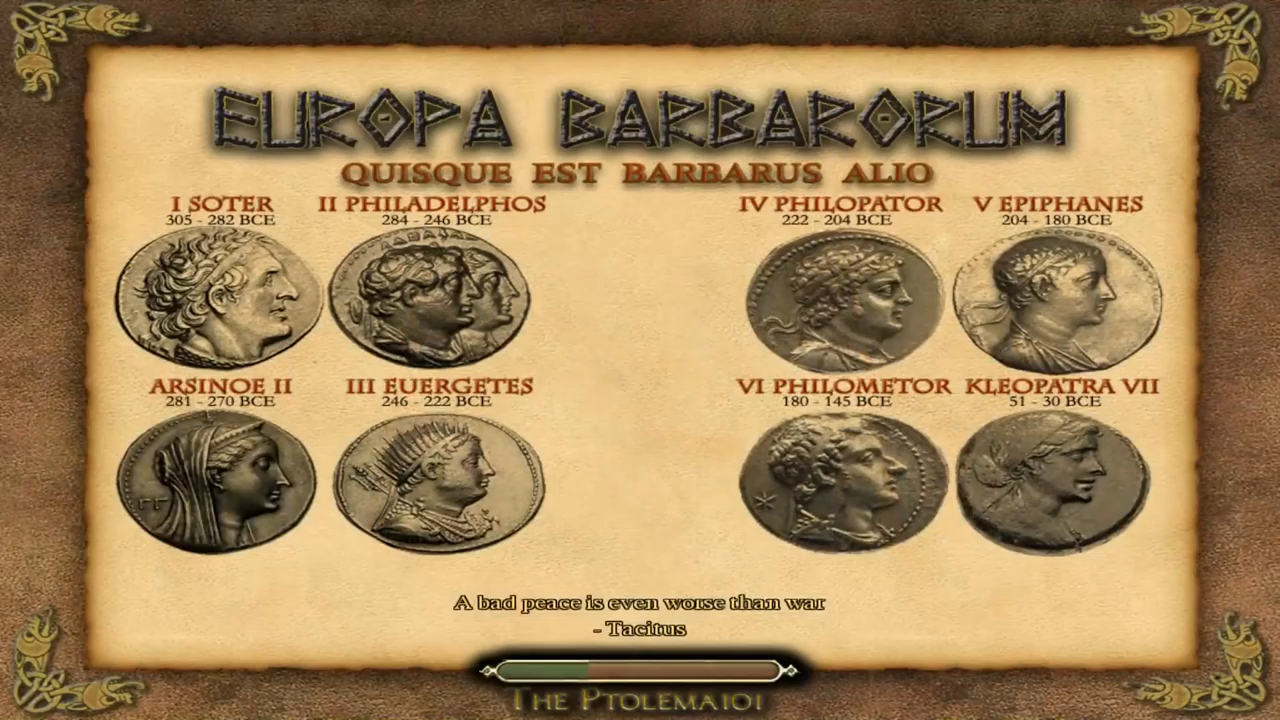 EUROPA BARBARORUM
QUISQUE EST BARBARUS ALIO
I SOTER
305 - 282 BCE
II PHILADELPHOS
284 - 246 BCE
IV PHILOPATOR
222 - 204 BCE
V EPIPHANES
204 - 180 BCE
ARSINOE II
281 - 270 BCE
III EUERGETES
246 - 222 BCE
VI PHILOMETOR
180 - 145 BCE
KLEOPATRA VII
51 - 30 BCE
A bad peace is even worse than war
- Tacitus
THE PTOLEMAIOI